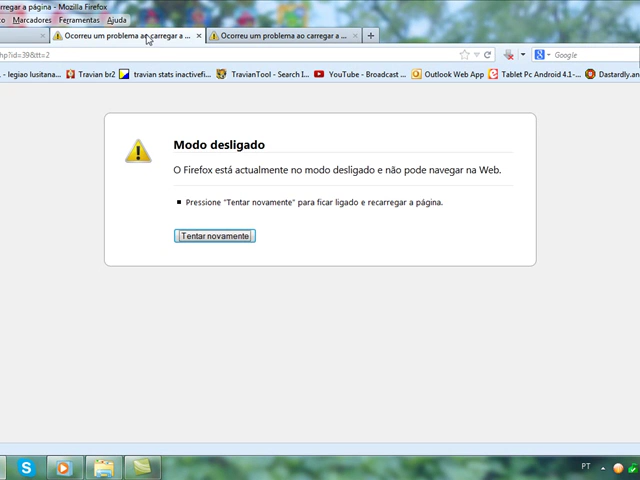 rregar a página - Mozilla Firefox
co Marcadores Ferramentas Ajuda
Ocorreu um problema ao carregar a ... × Ocorreu um problema ao carregar a ... × +
hp?id=39&tt=2 Google
- legiao lusitana... Travian br2 travian stats inactivefi... TravianTool - Search I... YouTube - Broadcast ... Outlook Web App Tablet Pc Android 4.1-... Dastardly.an
Modo desligado
O Firefox está actualmente no modo desligado e não pode navegar na Web.
Pressione "Tentar novamente" para ficar ligado e recarregar a página.
Tentar novamente
PT